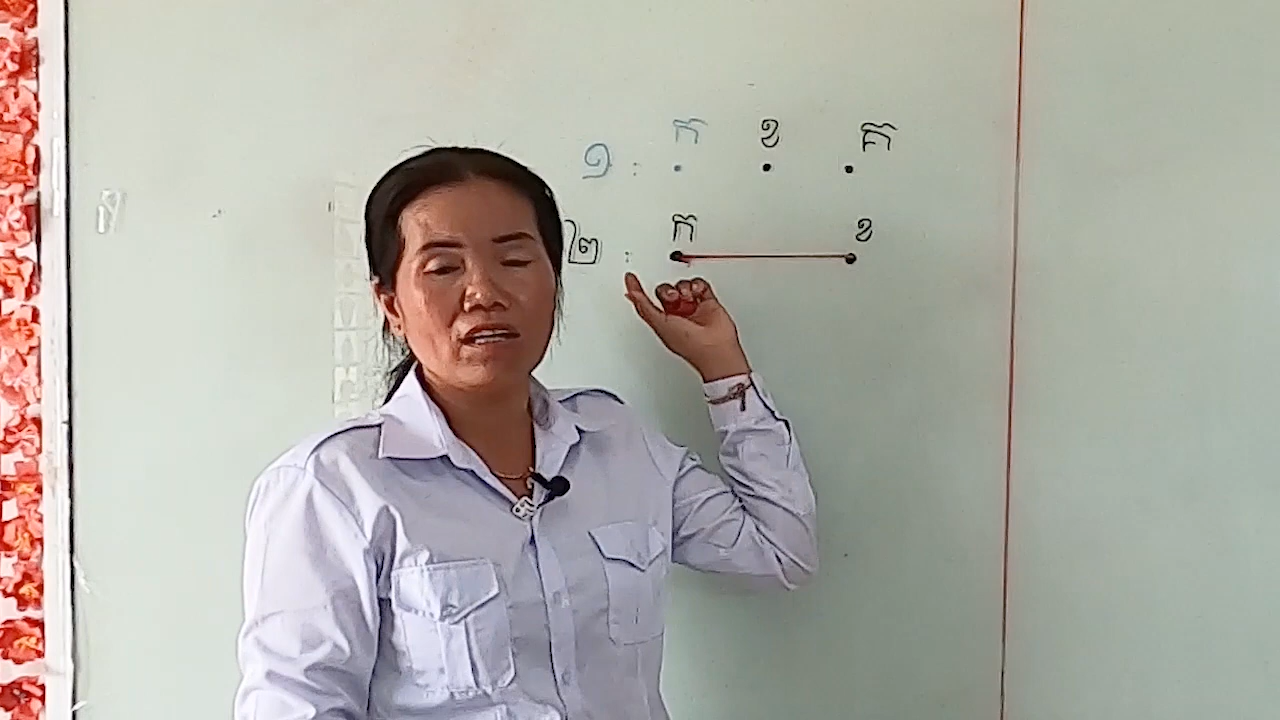 ១ : ក ខ គ
២ : ក ខ